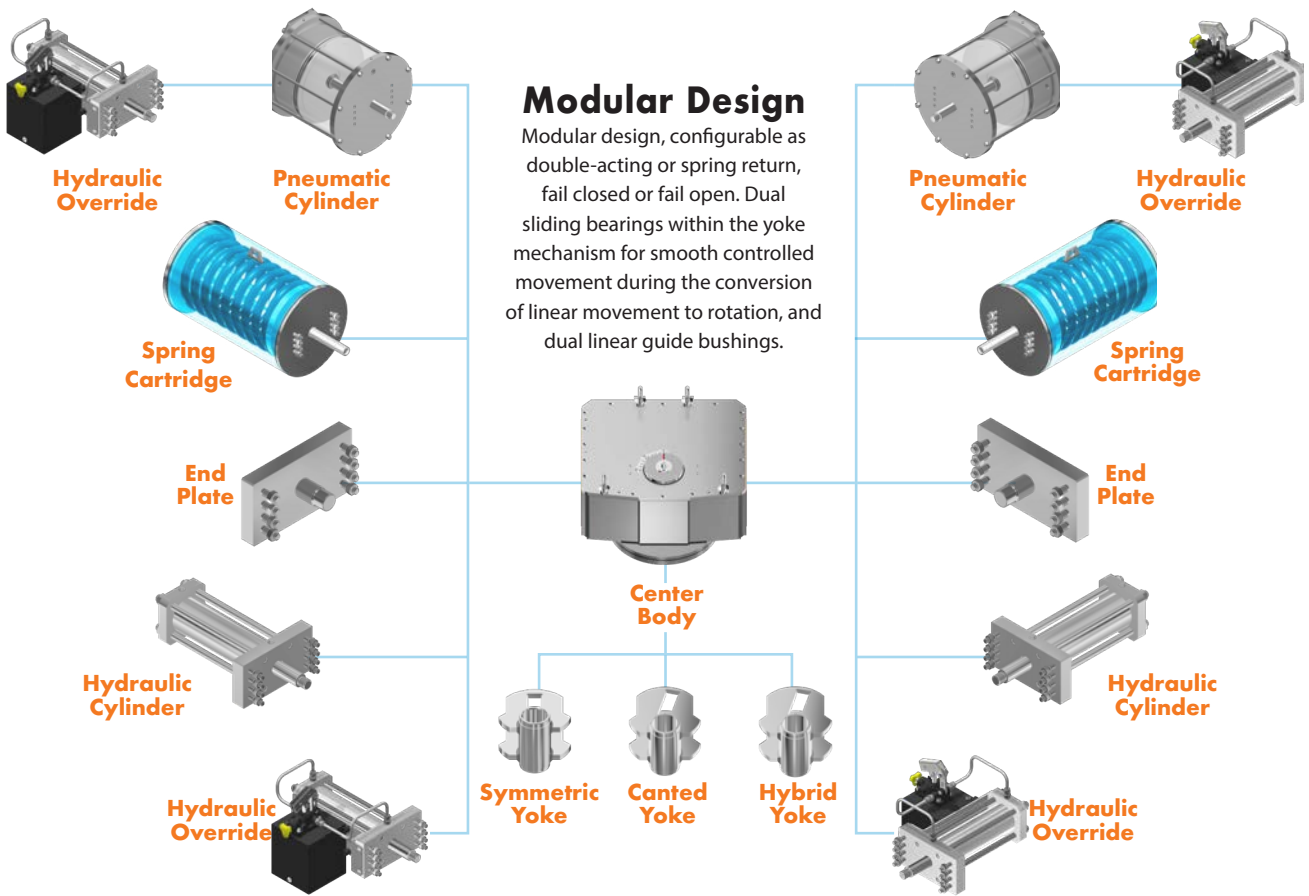 Modular Design
Modular design, configurable as
double-acting or spring return,
fail closed or fail open. Dual
sliding bearings within the yoke
mechanism for smooth controlled
movement during the conversion
of linear movement to rotation, and
dual linear guide bushings.
Hydraulic
Override
Pneumatic
Cylinder
Pneumatic
Cylinder
Hydraulic
Override
Spring
Cartridge
Spring
Cartridge
End
Plate
End
Plate
Center
Body
Hydraulic
Cylinder
Hydraulic
Cylinder
Symmetric
Yoke
Canted
Yoke
Hybrid
Yoke
Hydraulic
Override
Hydraulic
Override